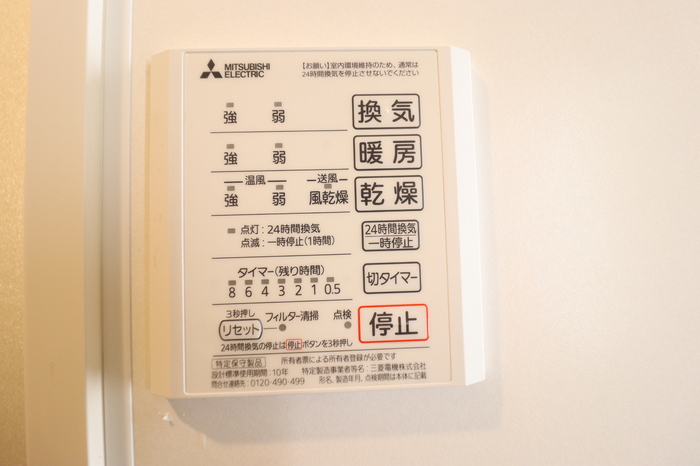 MITSUBISHI
ELECTRIC
【お願い】室内環境維持のため、通常は
24時間換気を停止させないでください
強 弱 換気
強 弱 暖房
温風 送風
強 弱 風乾燥 乾燥
点灯:24時間換気
点滅:一時停止(1時間)
24時間換気
一時停止
タイマー(残り時間)
8 6 4 3 2 1 0.5
切タイマー
3秒押し
リセット フィルター清掃 点検
停止
24時間換気の停止は停止ボタンを3秒押し
特定保守製品 所有者票による所有者登録が必要です
設計標準使用期間:10年 特定製造事業者等名:三菱電機株式会社
問合せ連絡先:0120-490-499 形名、製造年月、点検期間は本体に記載